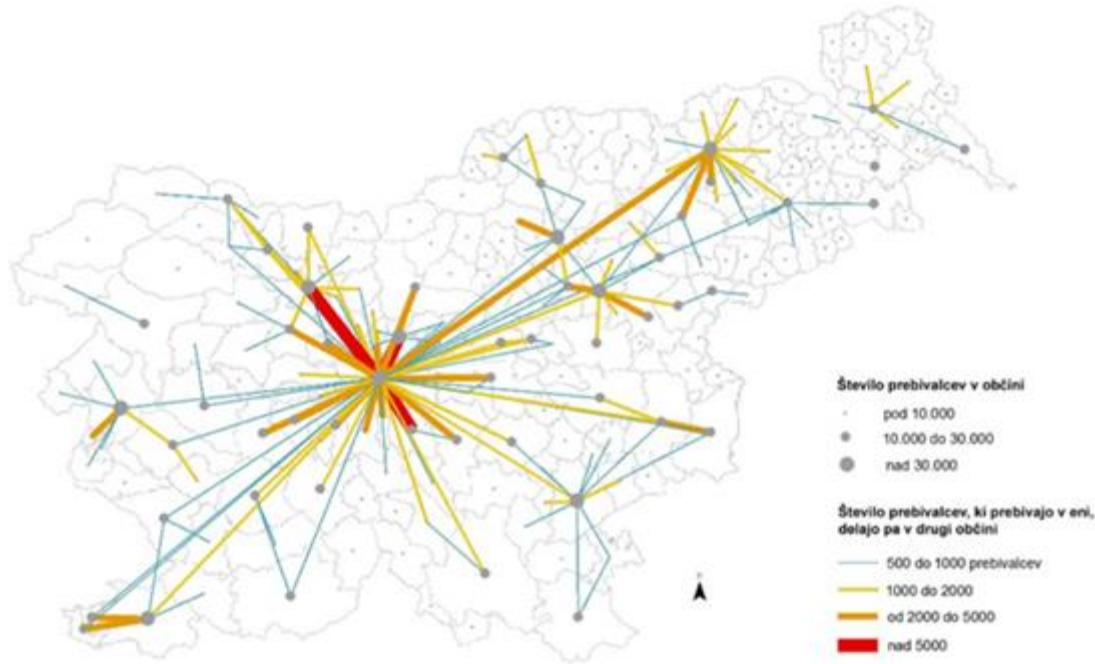 Število prebivalcev v občini
pod 10.000
10.000 do 30.000
nad 30.000
Število prebivalcev, ki prebivajo v eni,
delajo pa v drugi občini
500 do 1000 prebivalcev
1000 do 2000
od 2000 do 5000
nad 5000